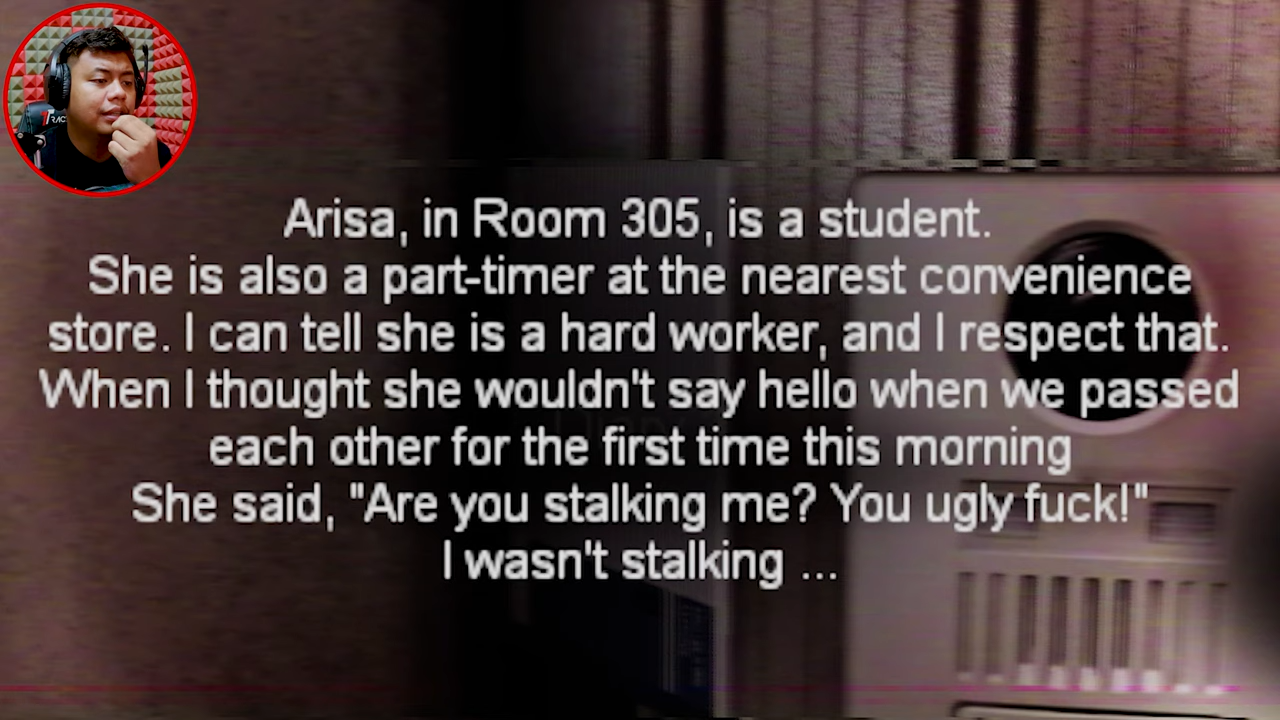 Arisa, in Room 305, is a student.
She is also a part-timer at the nearest convenience
store. I can tell she is a hard worker, and I respect that.
When I thought she wouldn't say hello when we passed
each other for the first time this morning
She said, "Are you stalking me? You ugly fuck!"
I wasn't stalking ...